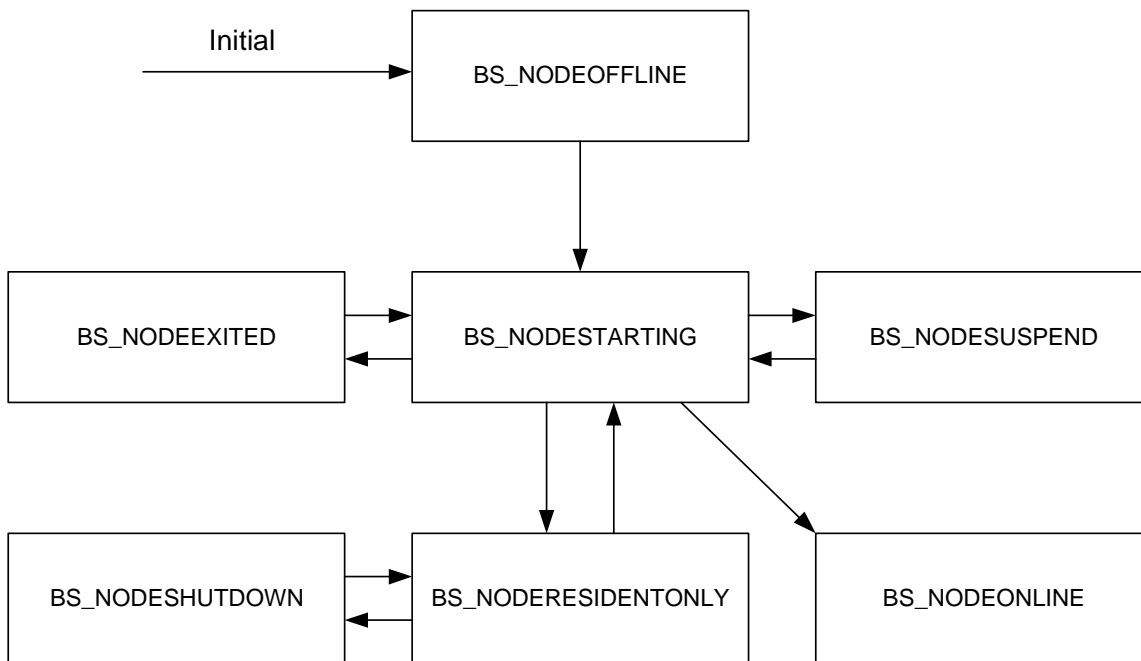 Initial
BS_NODEOFFLINE
BS_NODEEXITED
BS_NODESTARTING
BS_NODESUSPEND
BS_NODESHUTDOWN
BS_NODERESIDENTONLY
BS_NODEONLINE